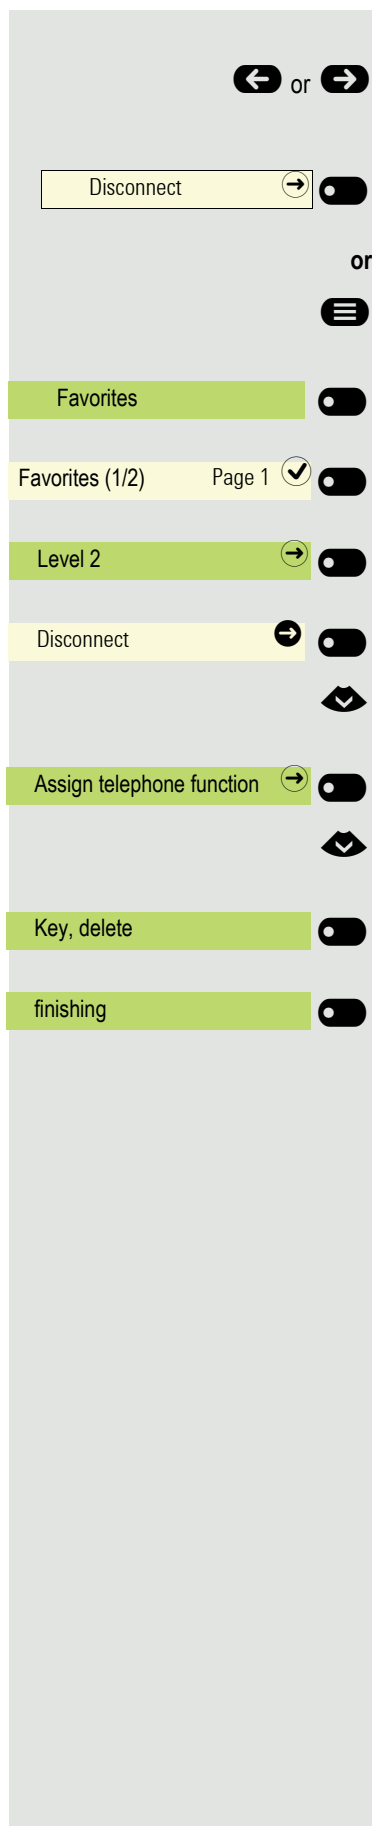 or
Disconnect
or
Favorites
Favorites (1/2) Page 1
Level 2
Disconnect
Assign telephone function
Key, delete
finishing